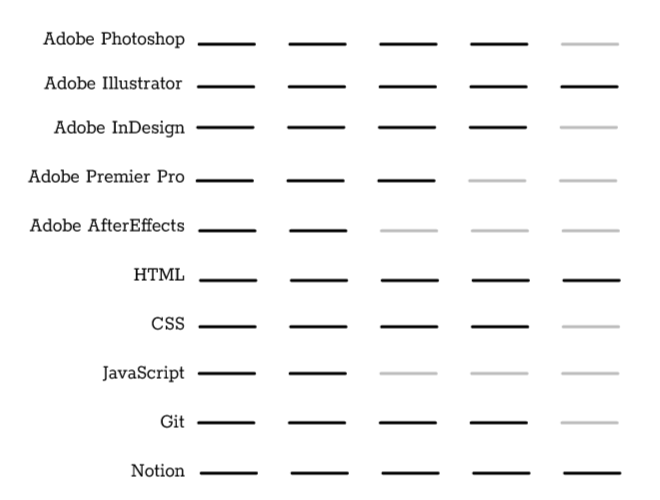 Adobe Photoshop
Adobe Illustrator
Adobe InDesign
Adobe Premier Pro
Adobe AfterEffects
HTML
CSS
JavaScript
Git
Notion